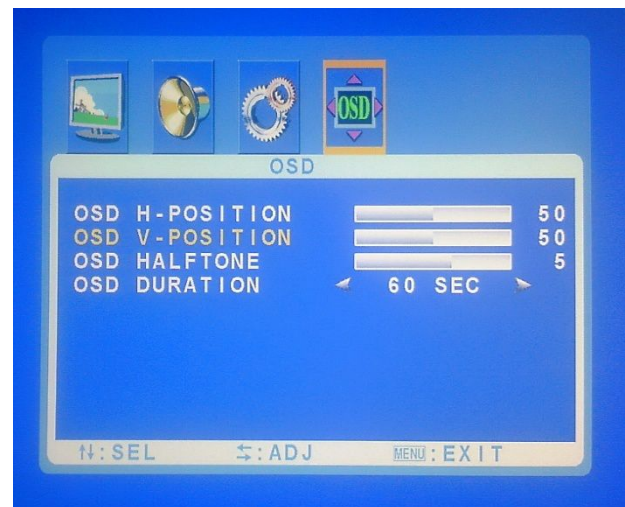 OSD
OSD
OSD H-POSITION 50
OSD V-POSITION 50
OSD HALFTONE 5
OSD DURATION 60 SEC
↑↓:SEL ⇆:ADJ MENU:EXIT